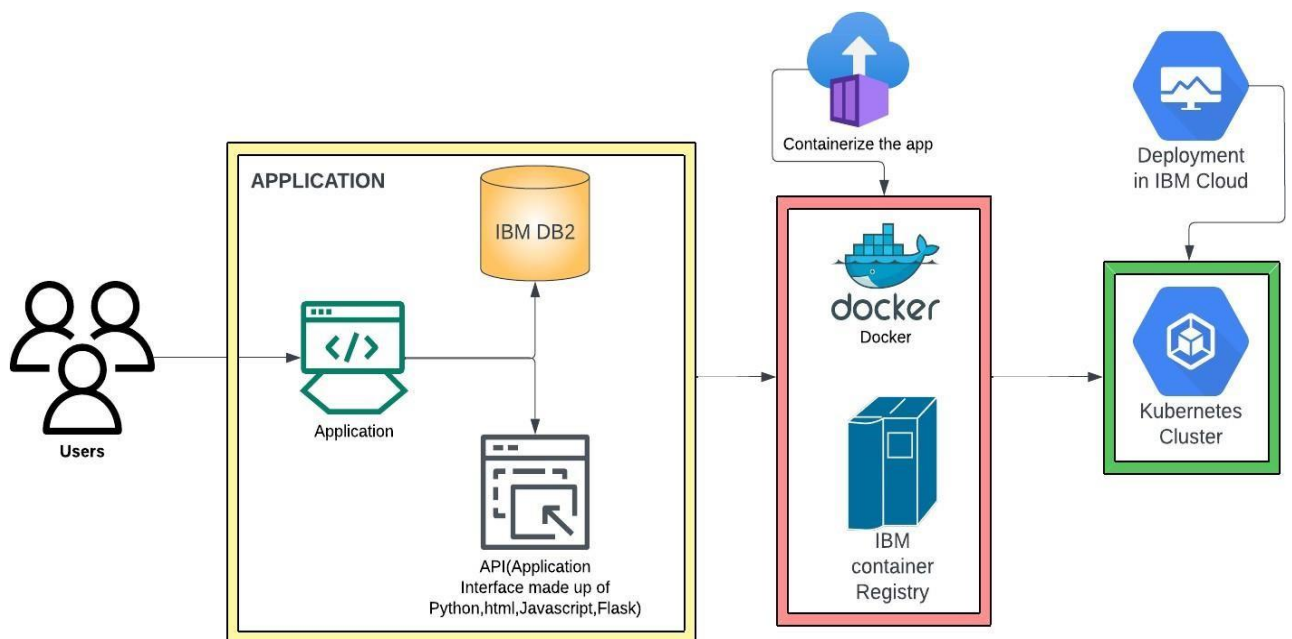 Users
APPLICATION
IBM DB2
Application
API(Application
Interface made up of
Python,html,Javascript,Flask)
Containerize the app
docker
Docker
IBM
container
Registry
Deployment
in IBM Cloud
Kubernetes
Cluster